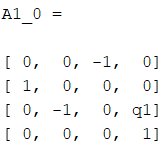 A1_0 =
[ 0,  0, -1,  0]
[ 1,  0,  0,  0]
[ 0, -1,  0, q1]
[ 0,  0,  0,  1]